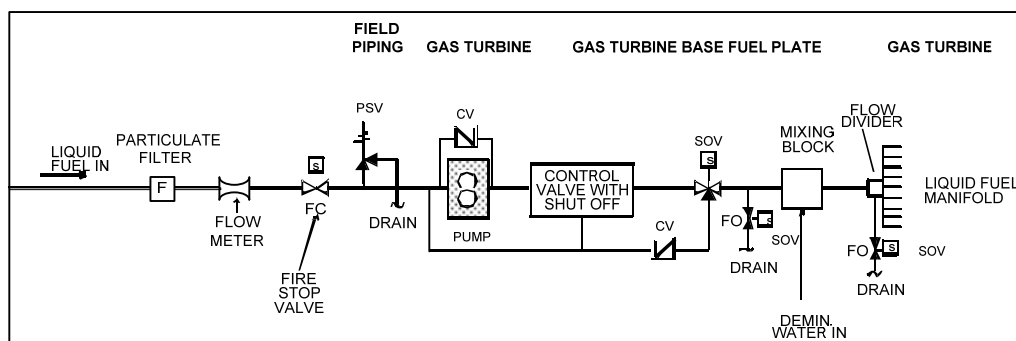 FIELD
PIPING
GAS TURBINE
GAS TURBINE BASE FUEL PLATE
GAS TURBINE
PSV
CV
FLOW
DIVIDER
MIXING
BLOCK
SOV
PARTICULATE
FILTER
LIQUID
FUEL IN
S
S
F
CONTROL
VALVE WITH
SHUT OFF
LIQUID FUEL
MANIFOLD
FC
DRAIN
FLOW
METER
PUMP
CV
FO
S
SOV
DRAIN
FO
S
SOV
DRAIN
FIRE
STOP
VALVE
DEMIN.
WATER IN